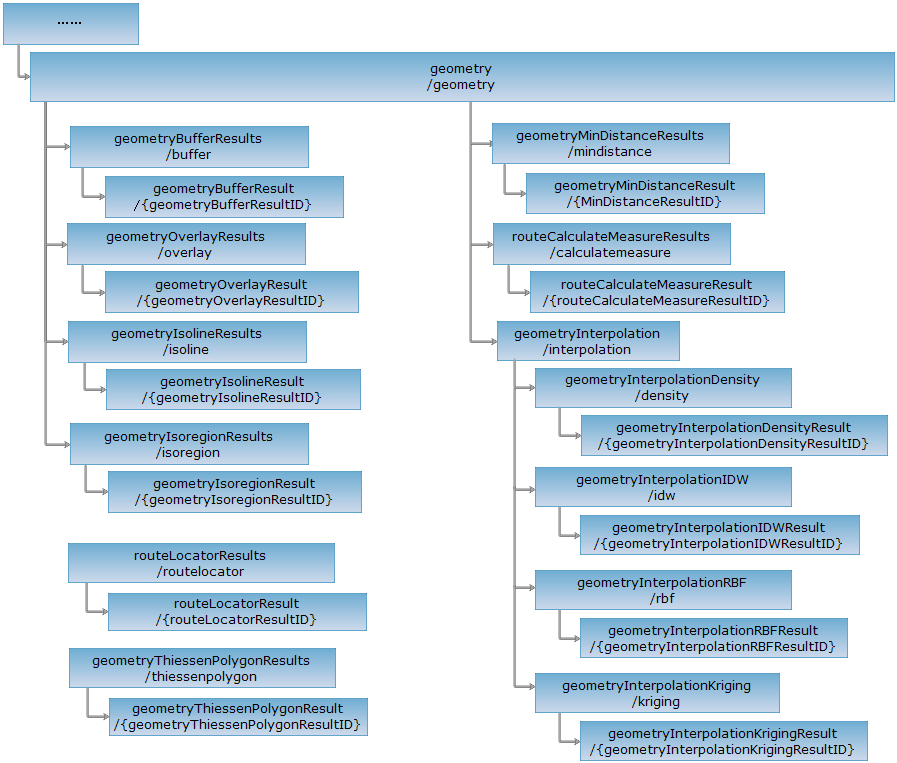 ......
geometry
/geometry
geometryBufferResults
/buffer
geometryBufferResult
/{geometryBufferResultID}
geometryOverlayResults
/overlay
geometryOverlayResult
/{geometryOverlayResultID}
geometryIsolineResults
/isoline
geometryIsolineResult
/{geometryIsolineResultID}
geometryIsoregionResults
/isoregion
geometryIsoregionResult
/{geometryIsoregionResultID}
routeLocatorResults
/routelocator
routeLocatorResult
/{routeLocatorResultID}
geometryThiessenPolygonResults
/thiessenpolygon
geometryThiessenPolygonResult
/{geometryThiessenPolygonResultID}
geometryMinDistanceResults
/mindistance
geometryMinDistanceResult
/{MinDistanceResultID}
routeCalculateMeasureResults
/calculatemeasure
routeCalculateMeasureResult
/{routeCalculateMeasureResultID}
geometryInterpolation
/interpolation
geometryInterpolationDensity
/density
geometryInterpolationDensityResult
/{geometryInterpolationDensityResultID}
geometryInterpolationIDW
/idw
geometryInterpolationIDWResult
/{geometryInterpolationIDWResultID}
geometryInterpolationRBF
/rbf
geometryInterpolationRBFResult
/{geometryInterpolationRBFResultID}
geometryInterpolationKriging
/kriging
geometryInterpolationKrigingResult
/{geometryInterpolationKrigingResultID}